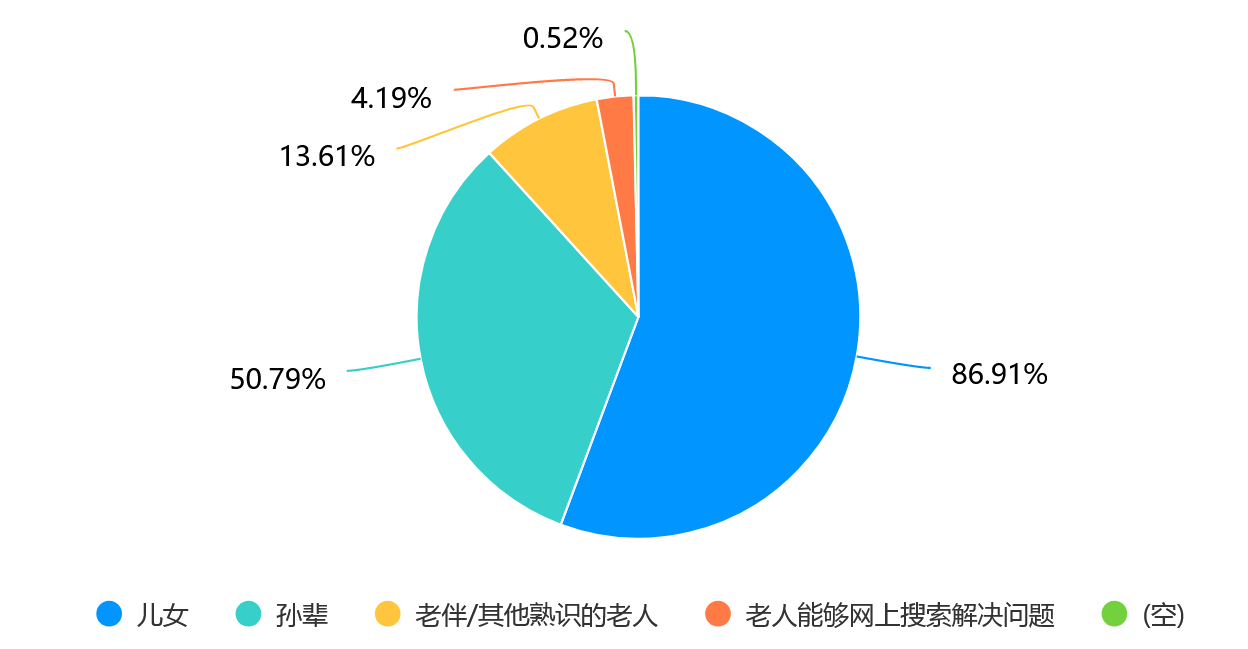 0.52%
4.19%
13.61%
50.79%
86.91%
儿女
孙辈
老伴/其他熟识的老人
老人能够网上搜索解决问题
(空)